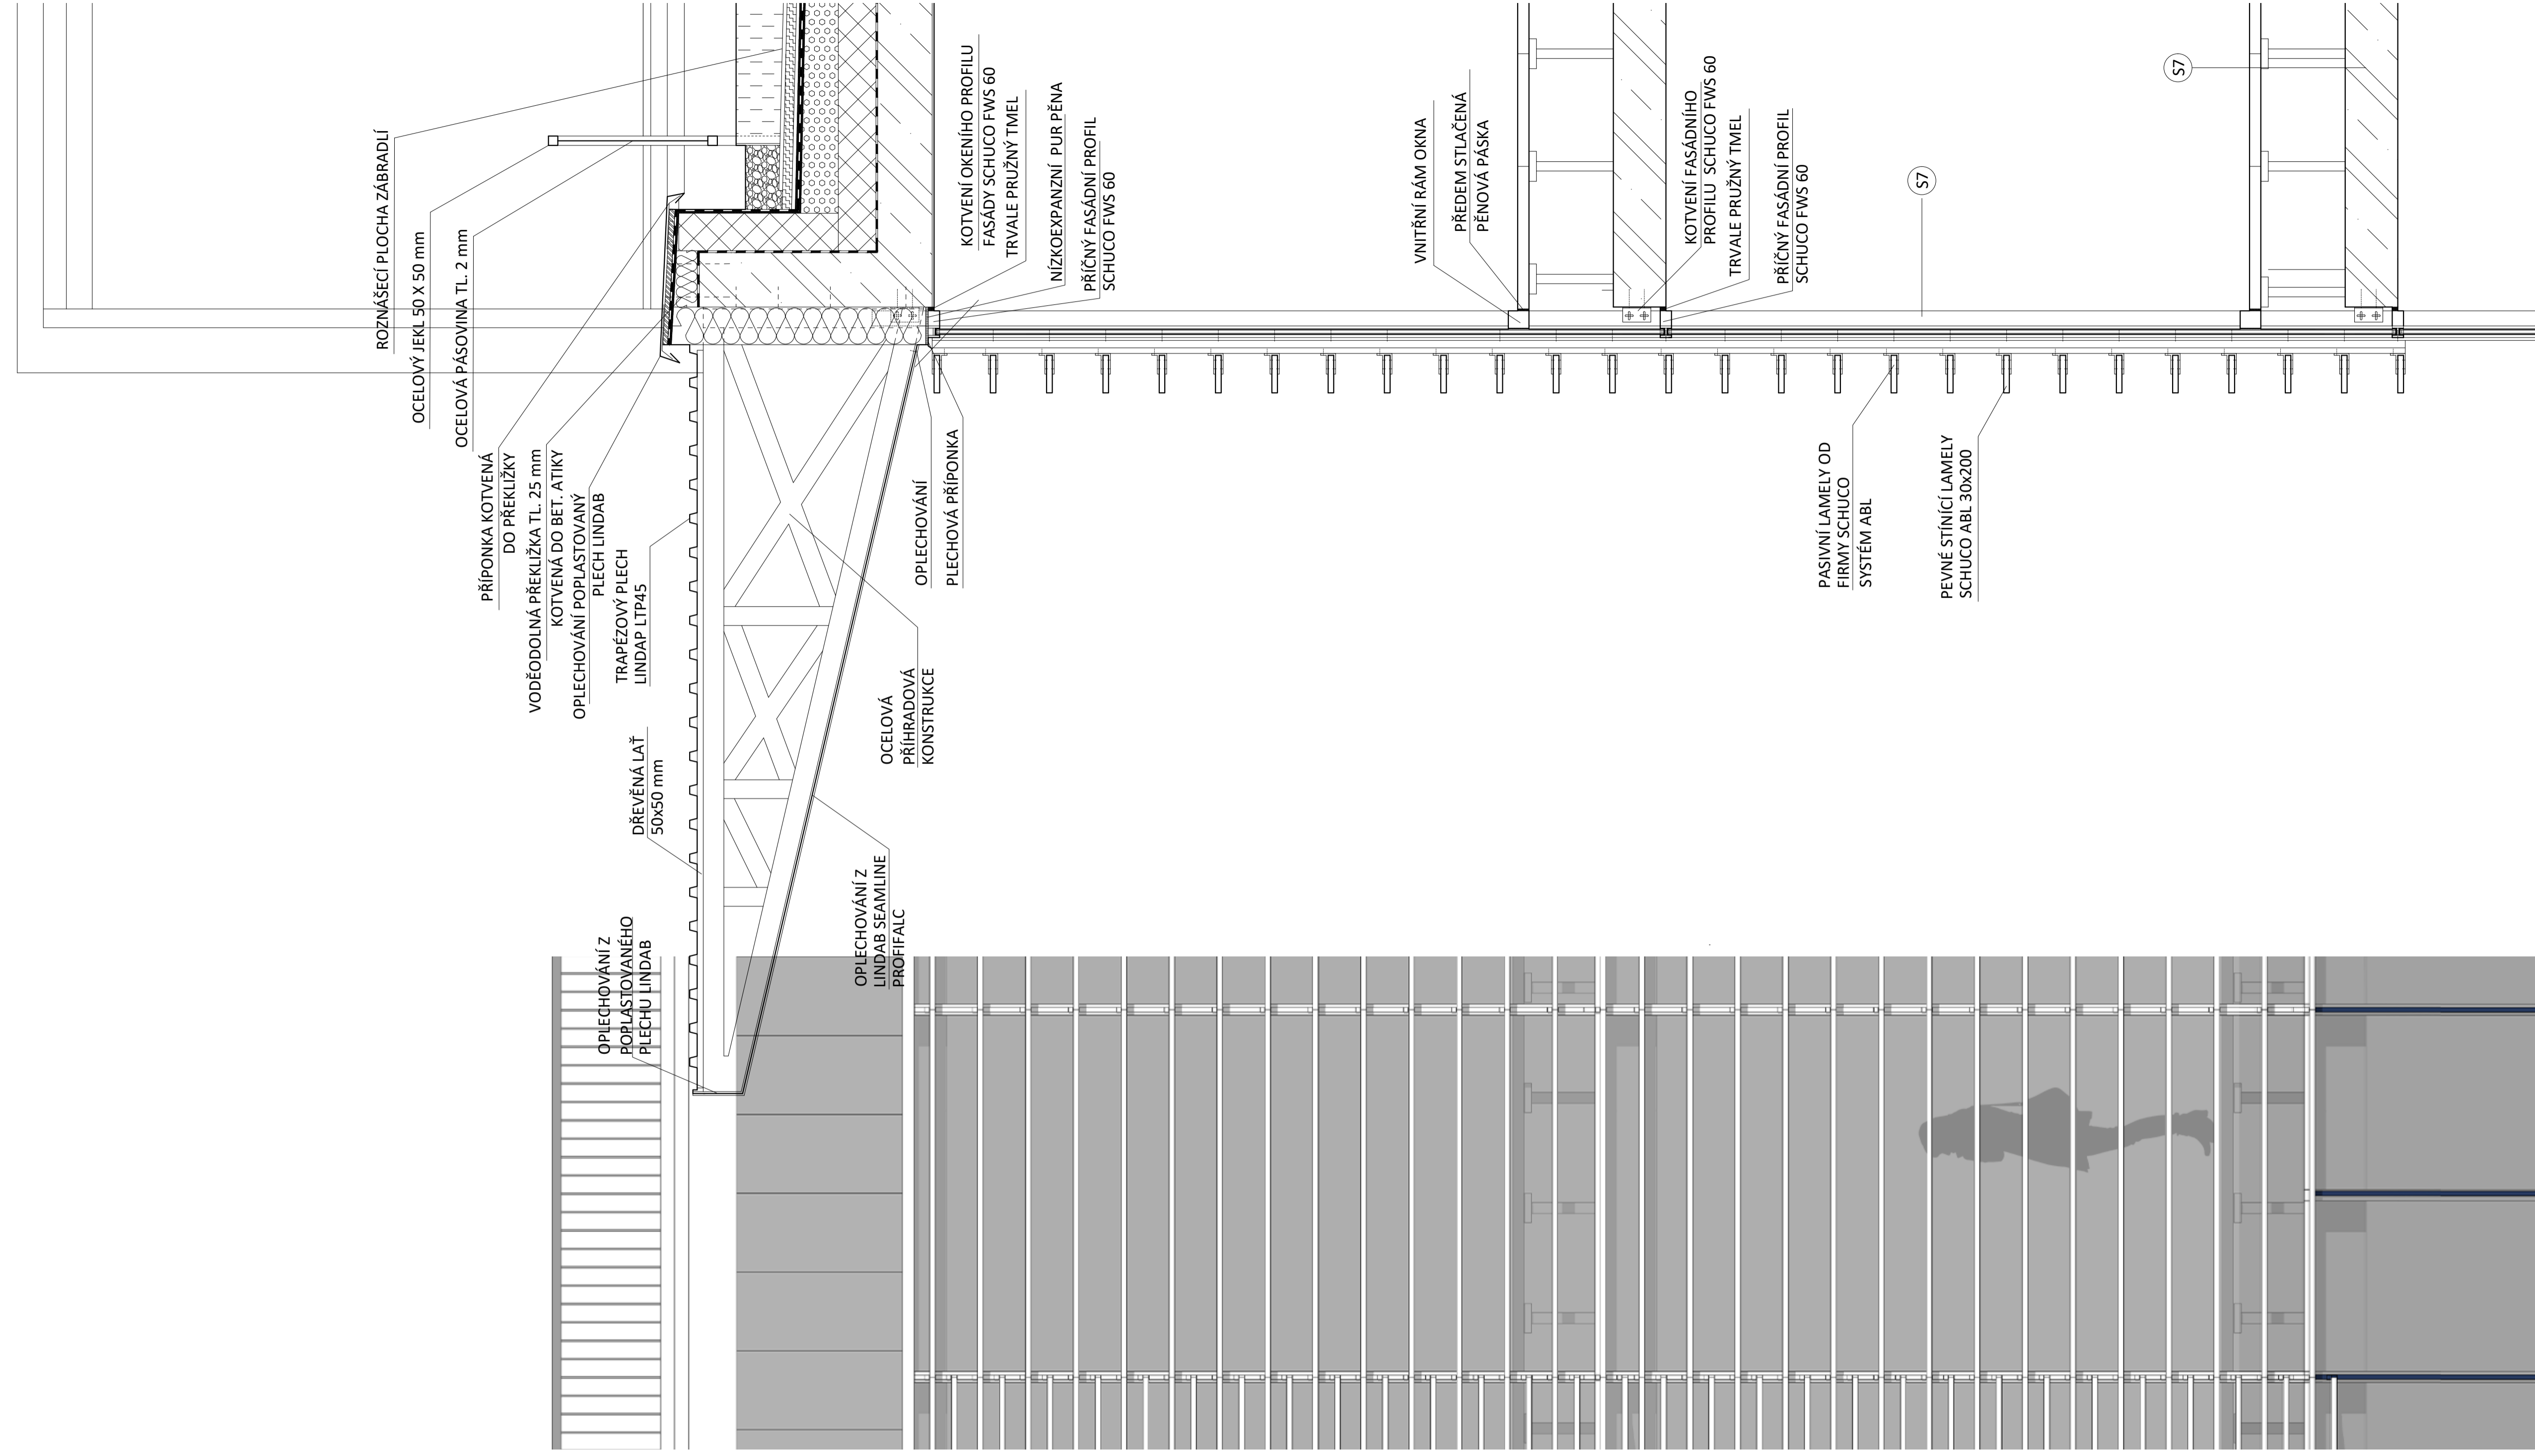 ROZNÁŠECÍ PLOCHA ZÁBRADLÍ
OCELOVÝ JEKL 50 X 50 mm
OCELOVÁ PÁSOVINA TL. 2 mm
PŘÍPONKA KOTVENÁ
DO PŘEKLIŽKY
VODĚODOLNÁ PŘEKLIŽKA TL. 25 mm
KOTVENÁ DO BET. ATIKY
OPLECHOVÁNÍ POPLASTOVANÝ
PLECH LINDAB
TRAPÉZOVÝ PLECH
LINDAP LTP45
DŘEVĚNÁ LAŤ
50x50 mm
OPLECHOVÁNÍ Z
POPLASTOVANÉHO
PLECHU LINDAB
OPLECHOVÁNÍ Z
LINDAB SEAMLINE
PROFIFALC
OCELOVÁ
PŘÍHRADOVÁ
KONSTRUKCE
OPLECHOVÁNÍ
PLECHOVÁ PŘÍPONKA
KOTVENÍ OKENÍHO PROFILU
FASÁDY SCHUCO FWS 60
TRVALE PRUŽNÝ TMEL
NÍZKOEXPANZNÍ PUR PĚNA
PŘÍČNÝ FASÁDNÍ PROFIL
SCHUCO FWS 60
VNITŘNÍ RÁM OKNA
PŘEDEM STLAČENÁ
PĚNOVÁ PÁSKA
KOTVENÍ FASÁDNÍHO
PROFILU SCHUCO FWS 60
TRVALE PRUŽNÝ TMEL
PŘÍČNÝ FASÁDNÍ PROFIL
SCHUCO FWS 60
PASIVNÍ LAMELY OD
FIRMY SCHUCO
SYSTÉM ABL
S7
PEVNÉ STÍNÍCÍ LAMELY
SCHUCO ABL 30x200
S7